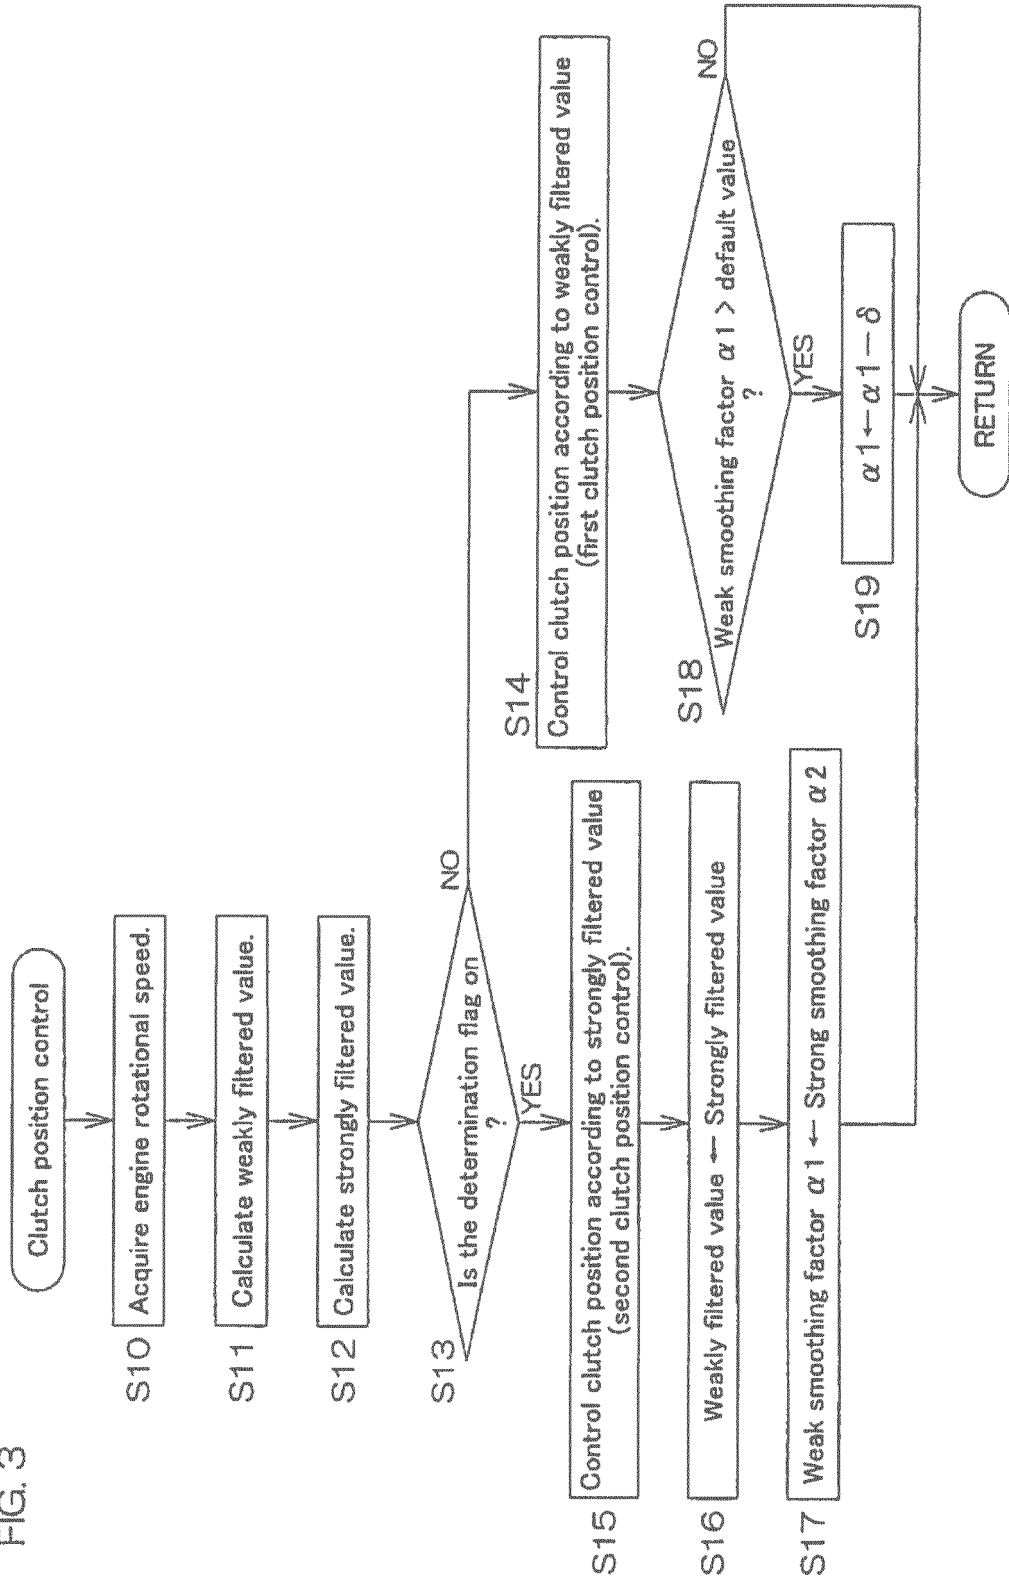 FIG. 3
Clutch position control
S10
Acquire engine rotational speed.
S11
Calculate weakly filtered value.
S12
Calculate strongly filtered value.
S13
Is the determination flag on
?
NO
YES
S15
Control clutch position according to strongly filtered value
(second clutch position control).
S16
Weakly filtered value ← Strongly filtered value
S17
Weak smoothing factor α1 ← Strong smoothing factor α2
S14
Control clutch position according to weakly filtered value
(first clutch position control).
S18
Weak smoothing factor α1 > default value
?
NO
YES
S19
α1←α1−δ
RETURN